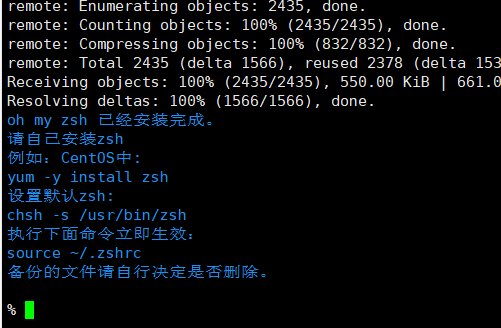 remote: Enumerating objects: 2435, done.
remote: Counting objects: 100% (2435/2435), done.
remote: Compressing objects: 100% (832/832), done.
remote: Total 2435 (delta 1566), reused 2378 (delta 153
Receiving objects: 100% (2435/2435), 550.00 KiB | 661.0
Resolving deltas: 100% (1566/1566), done.
oh my zsh 已经安装完成。
请自己安装zsh
例如：CentOS中:
yum -y install zsh
设置默认zsh:
chsh -s /usr/bin/zsh
执行下面命令立即生效：
source ~/.zshrc
备份的文件请自行决定是否删除。
%